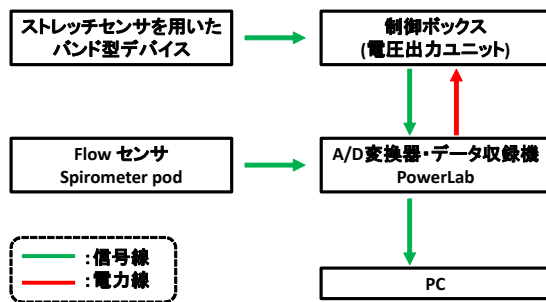 ストレッチセンサを用いた
バンド型デバイス
制御ボックス
(電圧出力ユニット)
Flow センサ
Spirometer pod
A/D変換器・データ収録機
PowerLab
:信号線
:電力線
PC